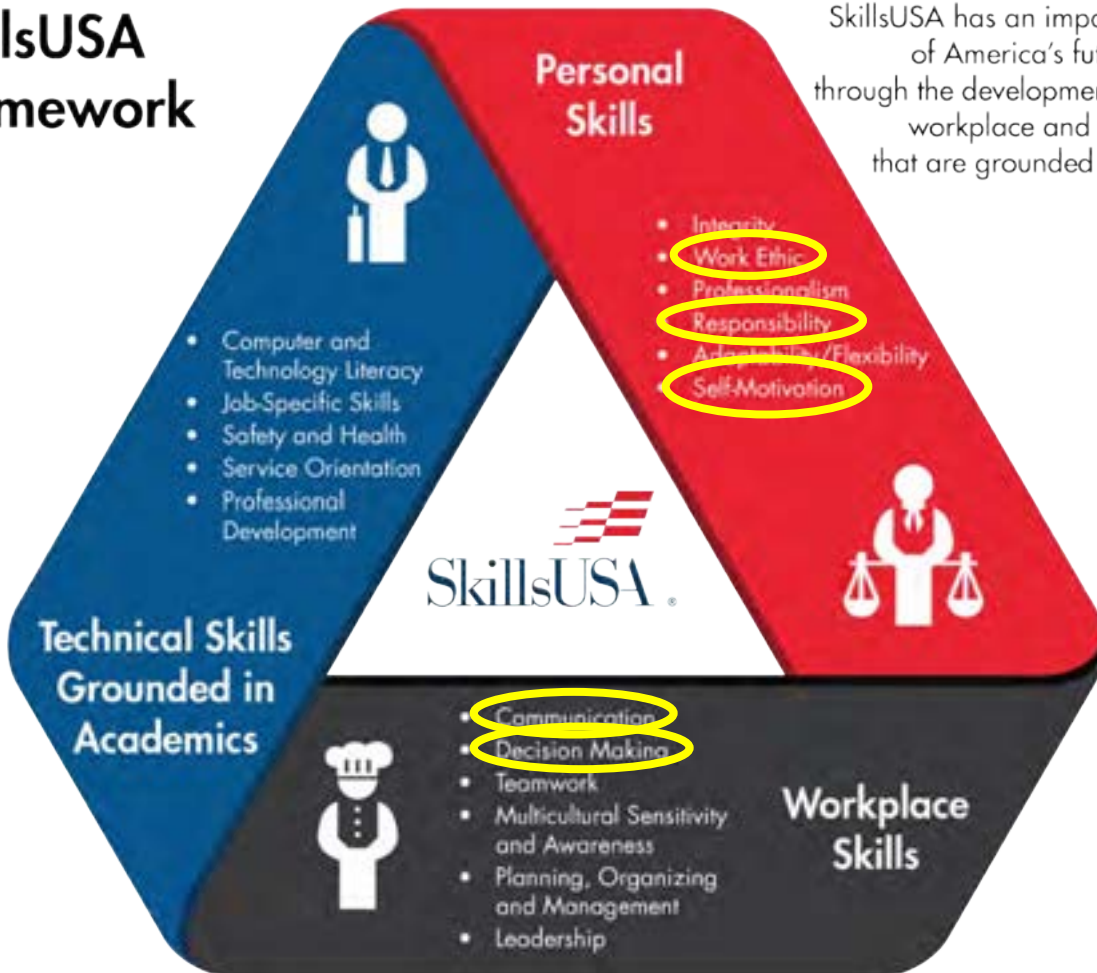 llsUSA
mework
SkillsUSA has an impa
of America's fu
through the developmen
workplace and
that are grounded
Personal
Skills
• Integrity
• Work Ethic
• Professionalism
• Responsibility
• Adaptability/Flexibility
• Self-Motivation
• Computer and
Technology Literacy
• Job-Specific Skills
• Safety and Health
• Service Orientation
• Professional
Development
SkillsUSA®
Technical Skills
Grounded in
Academics
• Communication
• Decision Making
• Teamwork
• Multicultural Sensitivity
and Awareness
• Planning, Organizing
and Management
• Leadership
Workplace
Skills